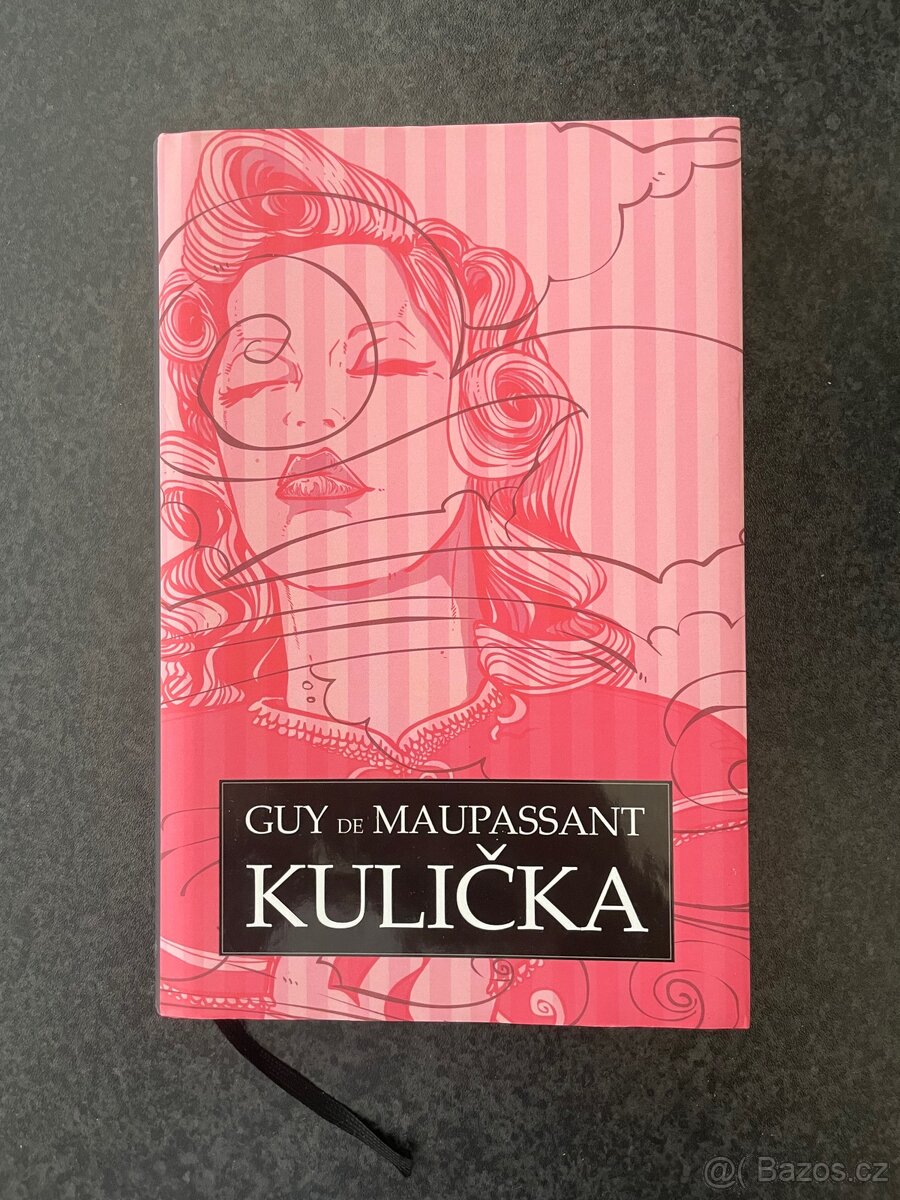 GUY DE MAUPASSANT
KULIČKA
@( Bazos.cz